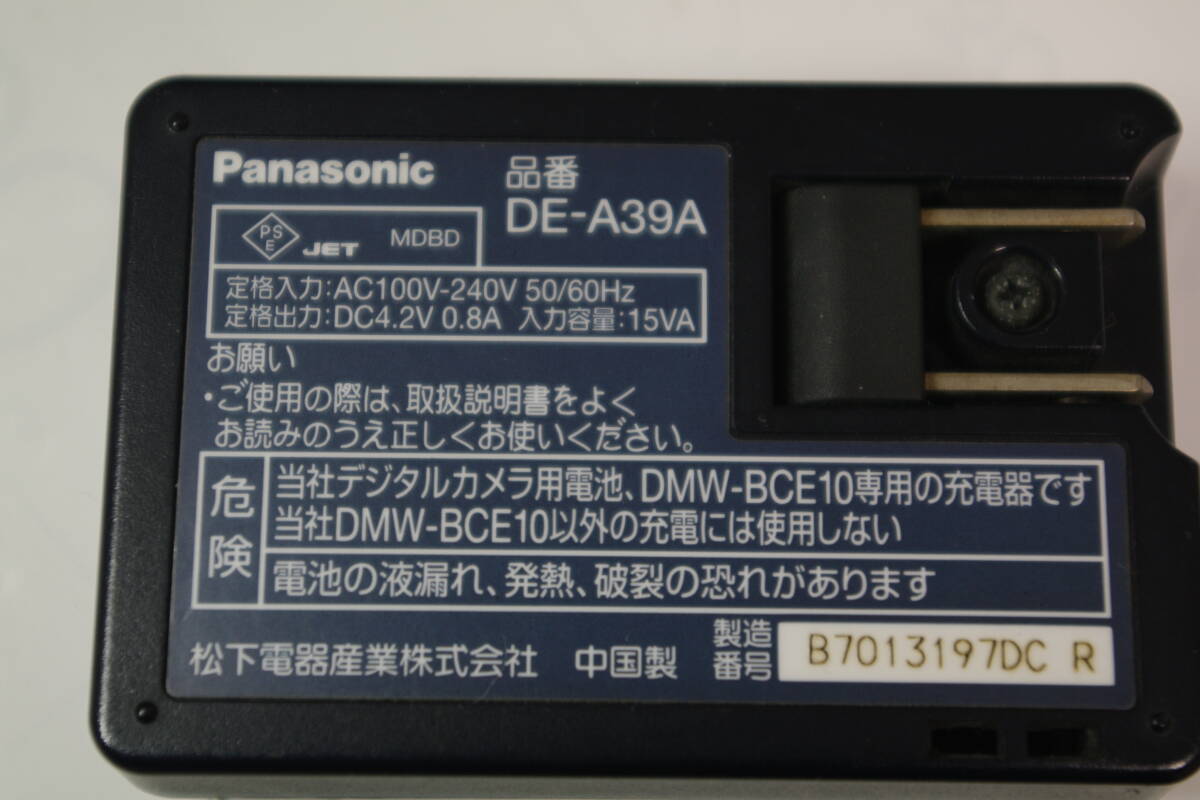 Panasonic
品番
DE-A39A
PS
E
JET
MDBD
定格入力:AC100V-240V 50/60Hz
定格出力:DC4.2V 0.8A 入力容量:15VA
お願い
・ご使用の際は、取扱説明書をよく
お読みのうえ正しくお使いください。
危険
当社デジタルカメラ用電池、DMW-BCE10専用の充電器です
当社DMW-BCE10以外の充電には使用しない
電池の液漏れ、発熱、破裂の恐れがあります
松下電器産業株式会社 中国製
製造番号
B7013197DC R